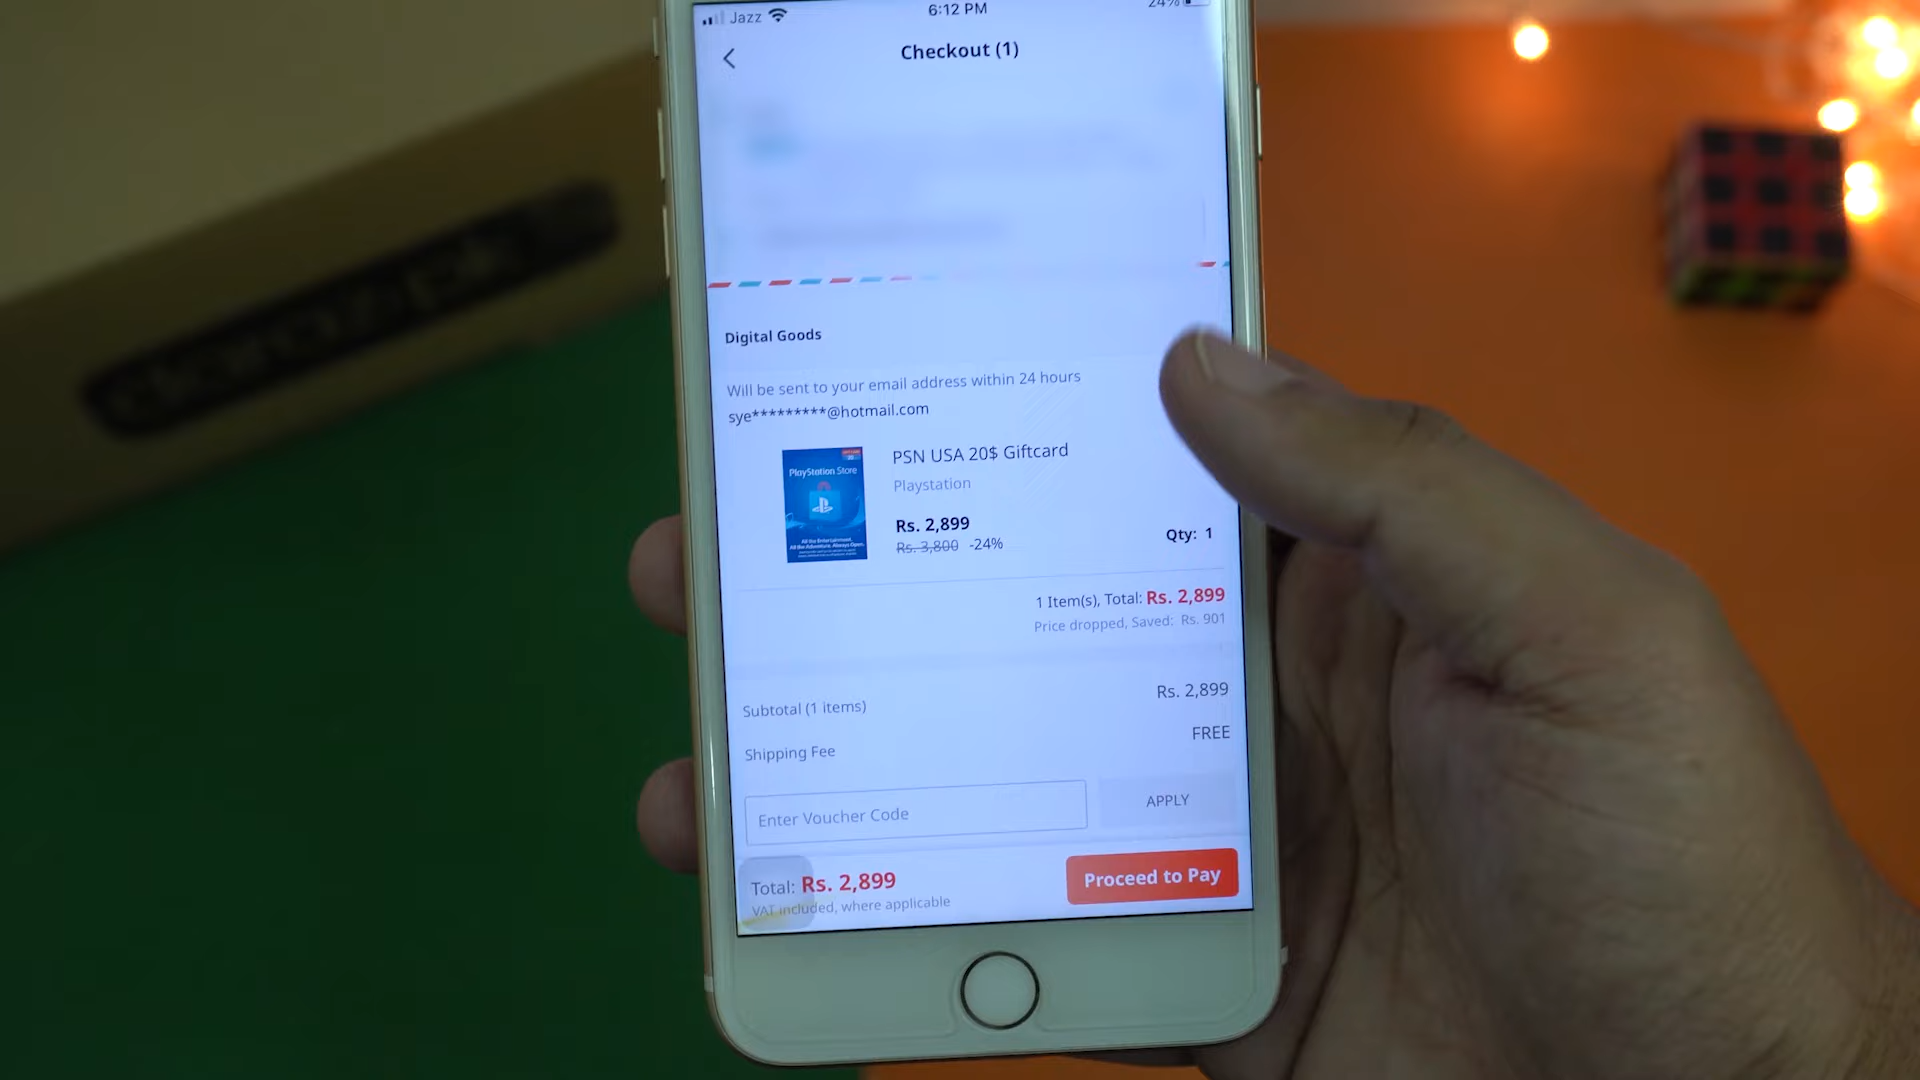 Jazz
6:12 PM
24%
Checkout (1)
Digital Goods
Will be sent to your email address within 24 hours
sye*********@hotmail.com
PlayStation Store
PSN USA 20$ Giftcard
Playstation
Rs. 2,899
Rs. 3,800 -24%
Qty: 1
1 Item(s), Total: Rs. 2,899
Price dropped, Saved: Rs. 901
Subtotal (1 items)
Rs. 2,899
Shipping Fee
FREE
Enter Voucher Code
APPLY
Total: Rs. 2,899
VAT included, where applicable
Proceed to Pay